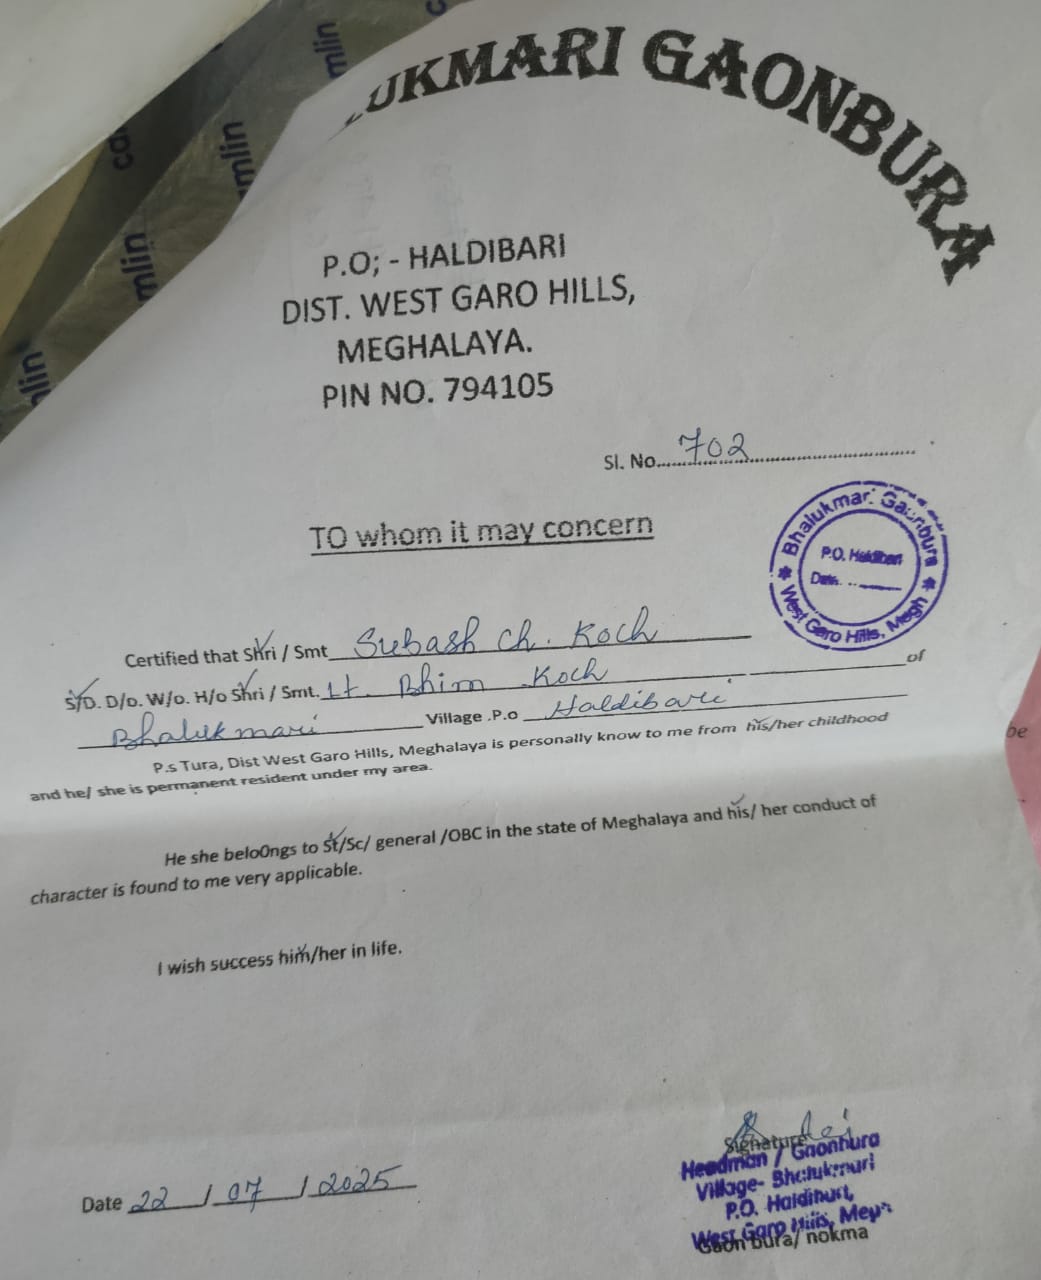 UKMARI GAONBURA
P.O; - HALDIBARI
DIST. WEST GARO HILLS,
MEGHALAYA.
PIN NO. 794105
Sl. No. 702
TO whom it may concern
Bhalukmari Gaonbura
P.O. Haldibari
Date.
West Garo Hills, Megh
Certified that Shri / Smt Subash Ch. Koch
S/O. D/o. W/o. H/o Shri / Smt. Lt. Bhim Koch of
Bhalukmari Village .P.o Haldibari
P.s Tura, Dist West Garo Hills, Meghalaya is personally know to me from his/her childhood
and he/ she is permanent resident under my area.
He she belo0ngs to St/Sc/ general /OBC in the state of Meghalaya and his/ her conduct of
character is found to me very applicable.
I wish success him/her in life.
Date 22 / 07 / 2025
Signature
Headman / Gaonbura
Village- Bhalukmari
P.O. Haldibari,
West Garo Hills, Megh
Gaon bura/ nokma
camlin
mlin
mlin
mlin
lin
be